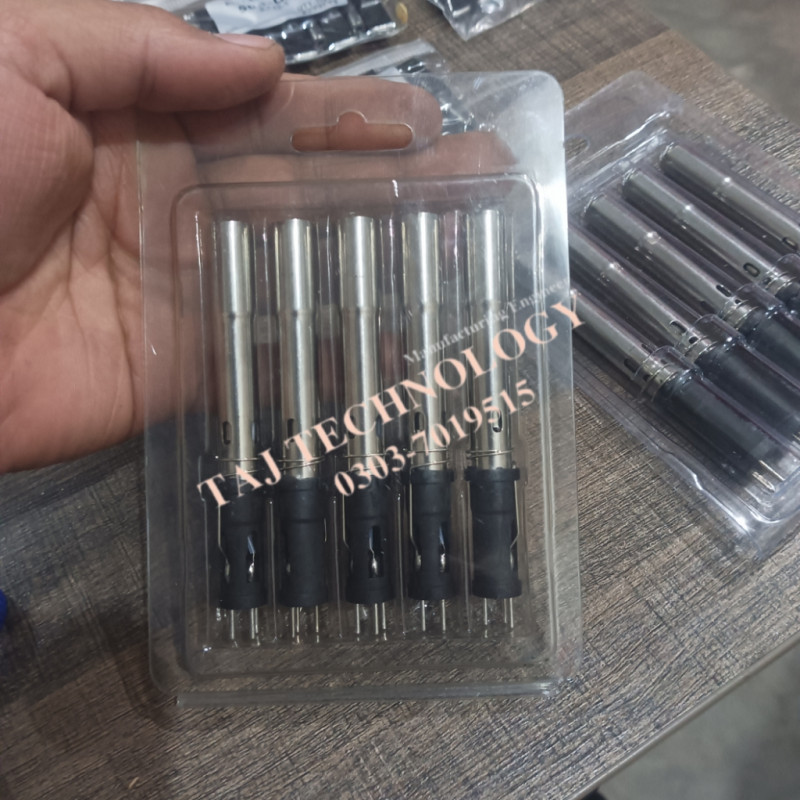 Manufacturing Engineer
TAJ TECHNOLOGY
0303-7019515